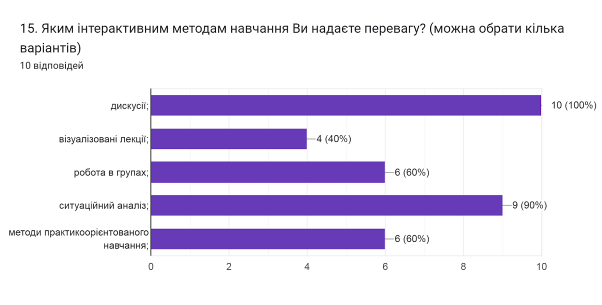 15. Яким інтерактивним методам навчання Ви надаєте перевагу? (можна обрати кілька
варіантів)
10 відповідей
дискусії;
10 (100%)
візуалізовані лекції;
4 (40%)
робота в групах;
6 (60%)
ситуаційний аналіз;
9 (90%)
методи практикоорієнтованого
навчання;
6 (60%)
0 2 4 6 8 10